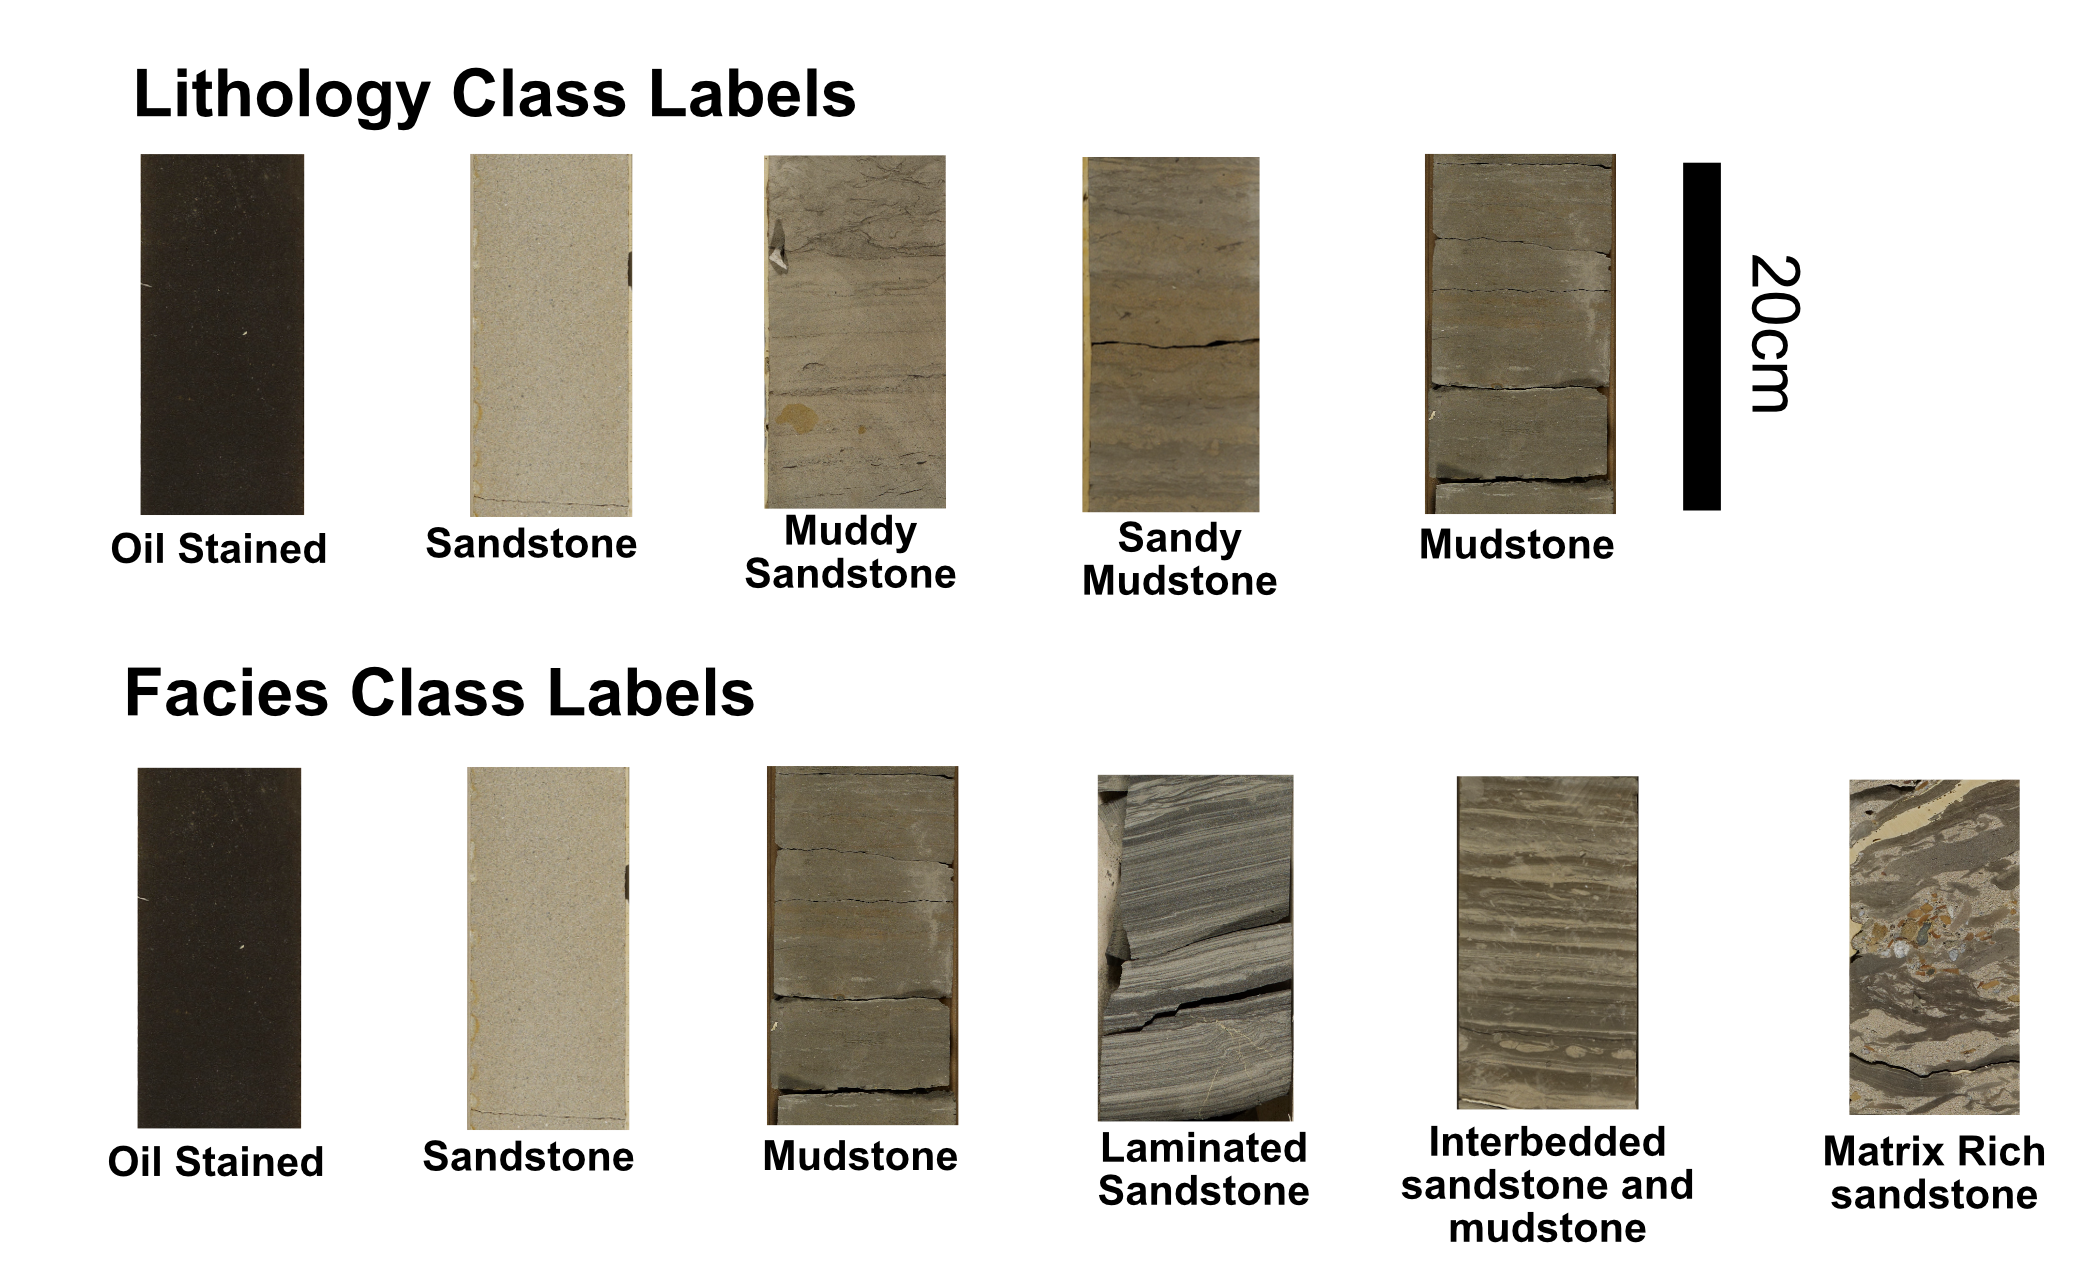 Lithology Class Labels
20cm
Oil Stained
Sandstone
Muddy
Sandstone
Sandy
Mudstone
Mudstone
Facies Class Labels
Oil Stained
Sandstone
Mudstone
Laminated
Sandstone
Interbedded
sandstone and
mudstone
Matrix Rich
sandstone